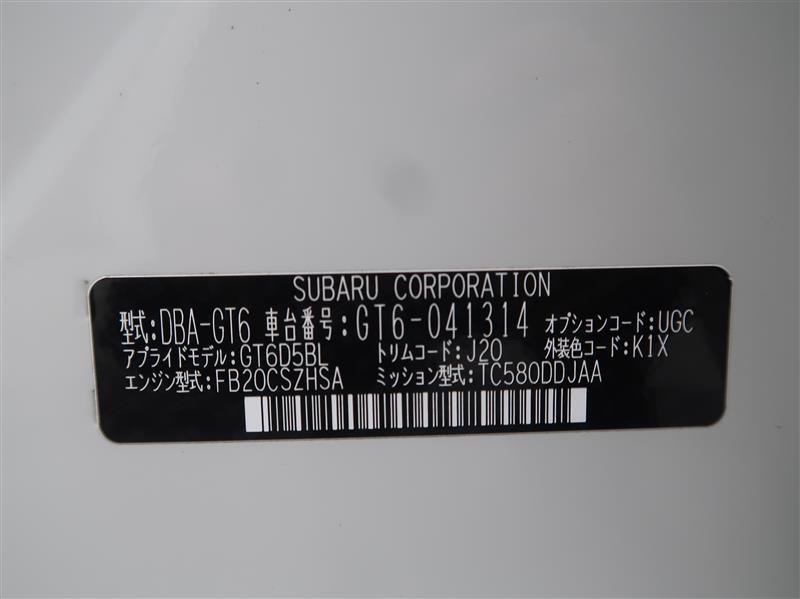 SUBARU CORPORATION
型式:DBA-GT6 車台番号:GT6-041314 オプションコード:UGC
アプライドモデル:GT6D5BL トリムコード:J20 外装色コード:K1X
エンジン型式:FB20CSZHSA ミッション型式:TC580DDJAA